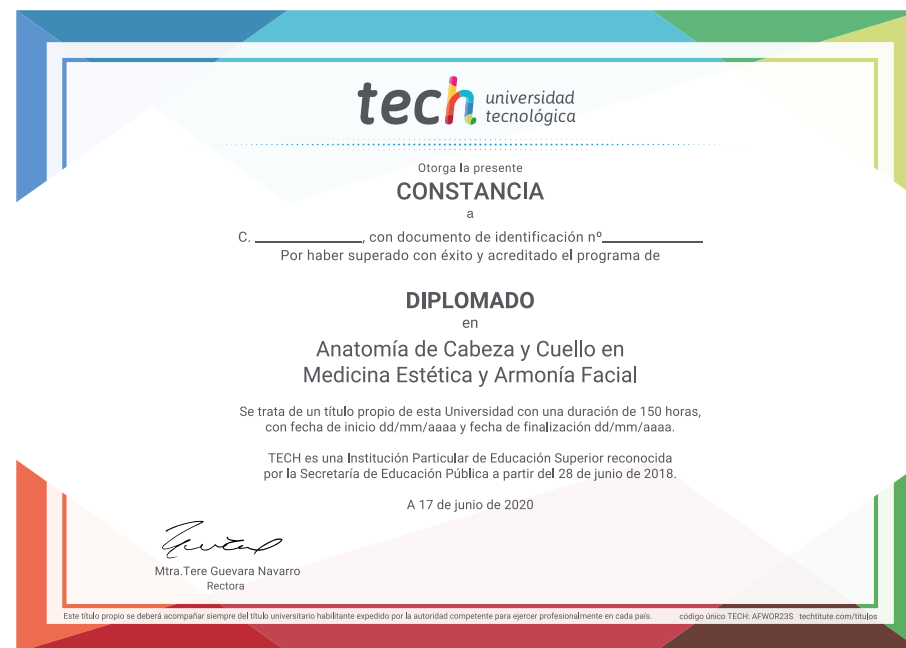 tech universidad
tecnológica
Otorga la presente
CONSTANCIA
a
C. ____________, con documento de identificación nº____________
Por haber superado con éxito y acreditado el programa de
DIPLOMADO
en
Anatomía de Cabeza y Cuello en
Medicina Estética y Armonía Facial
Se trata de un título propio de esta Universidad con una duración de 150 horas,
con fecha de inicio dd/mm/aaaa y fecha de finalización dd/mm/aaaa.
TECH es una Institución Particular de Educación Superior reconocida
por la Secretaría de Educación Pública a partir del 28 de junio de 2018.
A 17 de junio de 2020
Mtra.Tere Guevara Navarro
Rectora
Este título propio se deberá acompañar siempre del título universitario habilitante expedido por la autoridad competente para ejercer profesionalmente en cada país. código único TECH: AFWOR23S techtitute.com/titulos